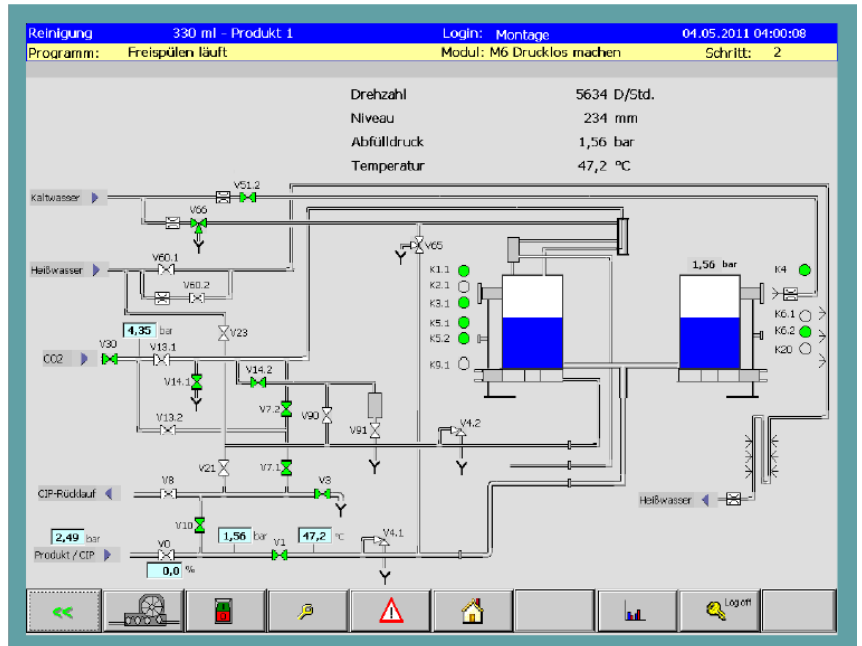 Reinigung 330 ml - Produkt 1 Login: Montage 04.05.2011 04:00:08
Programm: Freispülen läuft Modul: M6 Drucklos machen Schritt: 2
Drehzahl 5634 D/Std.
Niveau 234 mm
Abfülldruck 1,56 bar
Temperatur 47,2 °C
V51.2
Kaltwasser
V66
V65
V60.1
Heißwasser
V60.2
K1.1
K2.1
K3.1
K5.1
K5.2
K9.1
1,56 bar
K4
K6.1
K6.2
K20
4,35 bar
V23
V30
V13.1
CO2
V14.2
V14.1
V7.2
V90
V13.2
V91
V4.2
V21
V7.1
V8
V3
CIP-Rücklauf
Heißwasser
V10
2,49 bar
V0
1,56 bar
V1
47,2 °C
V4.1
Produkt / CIP
0,0 %
<<
Log off